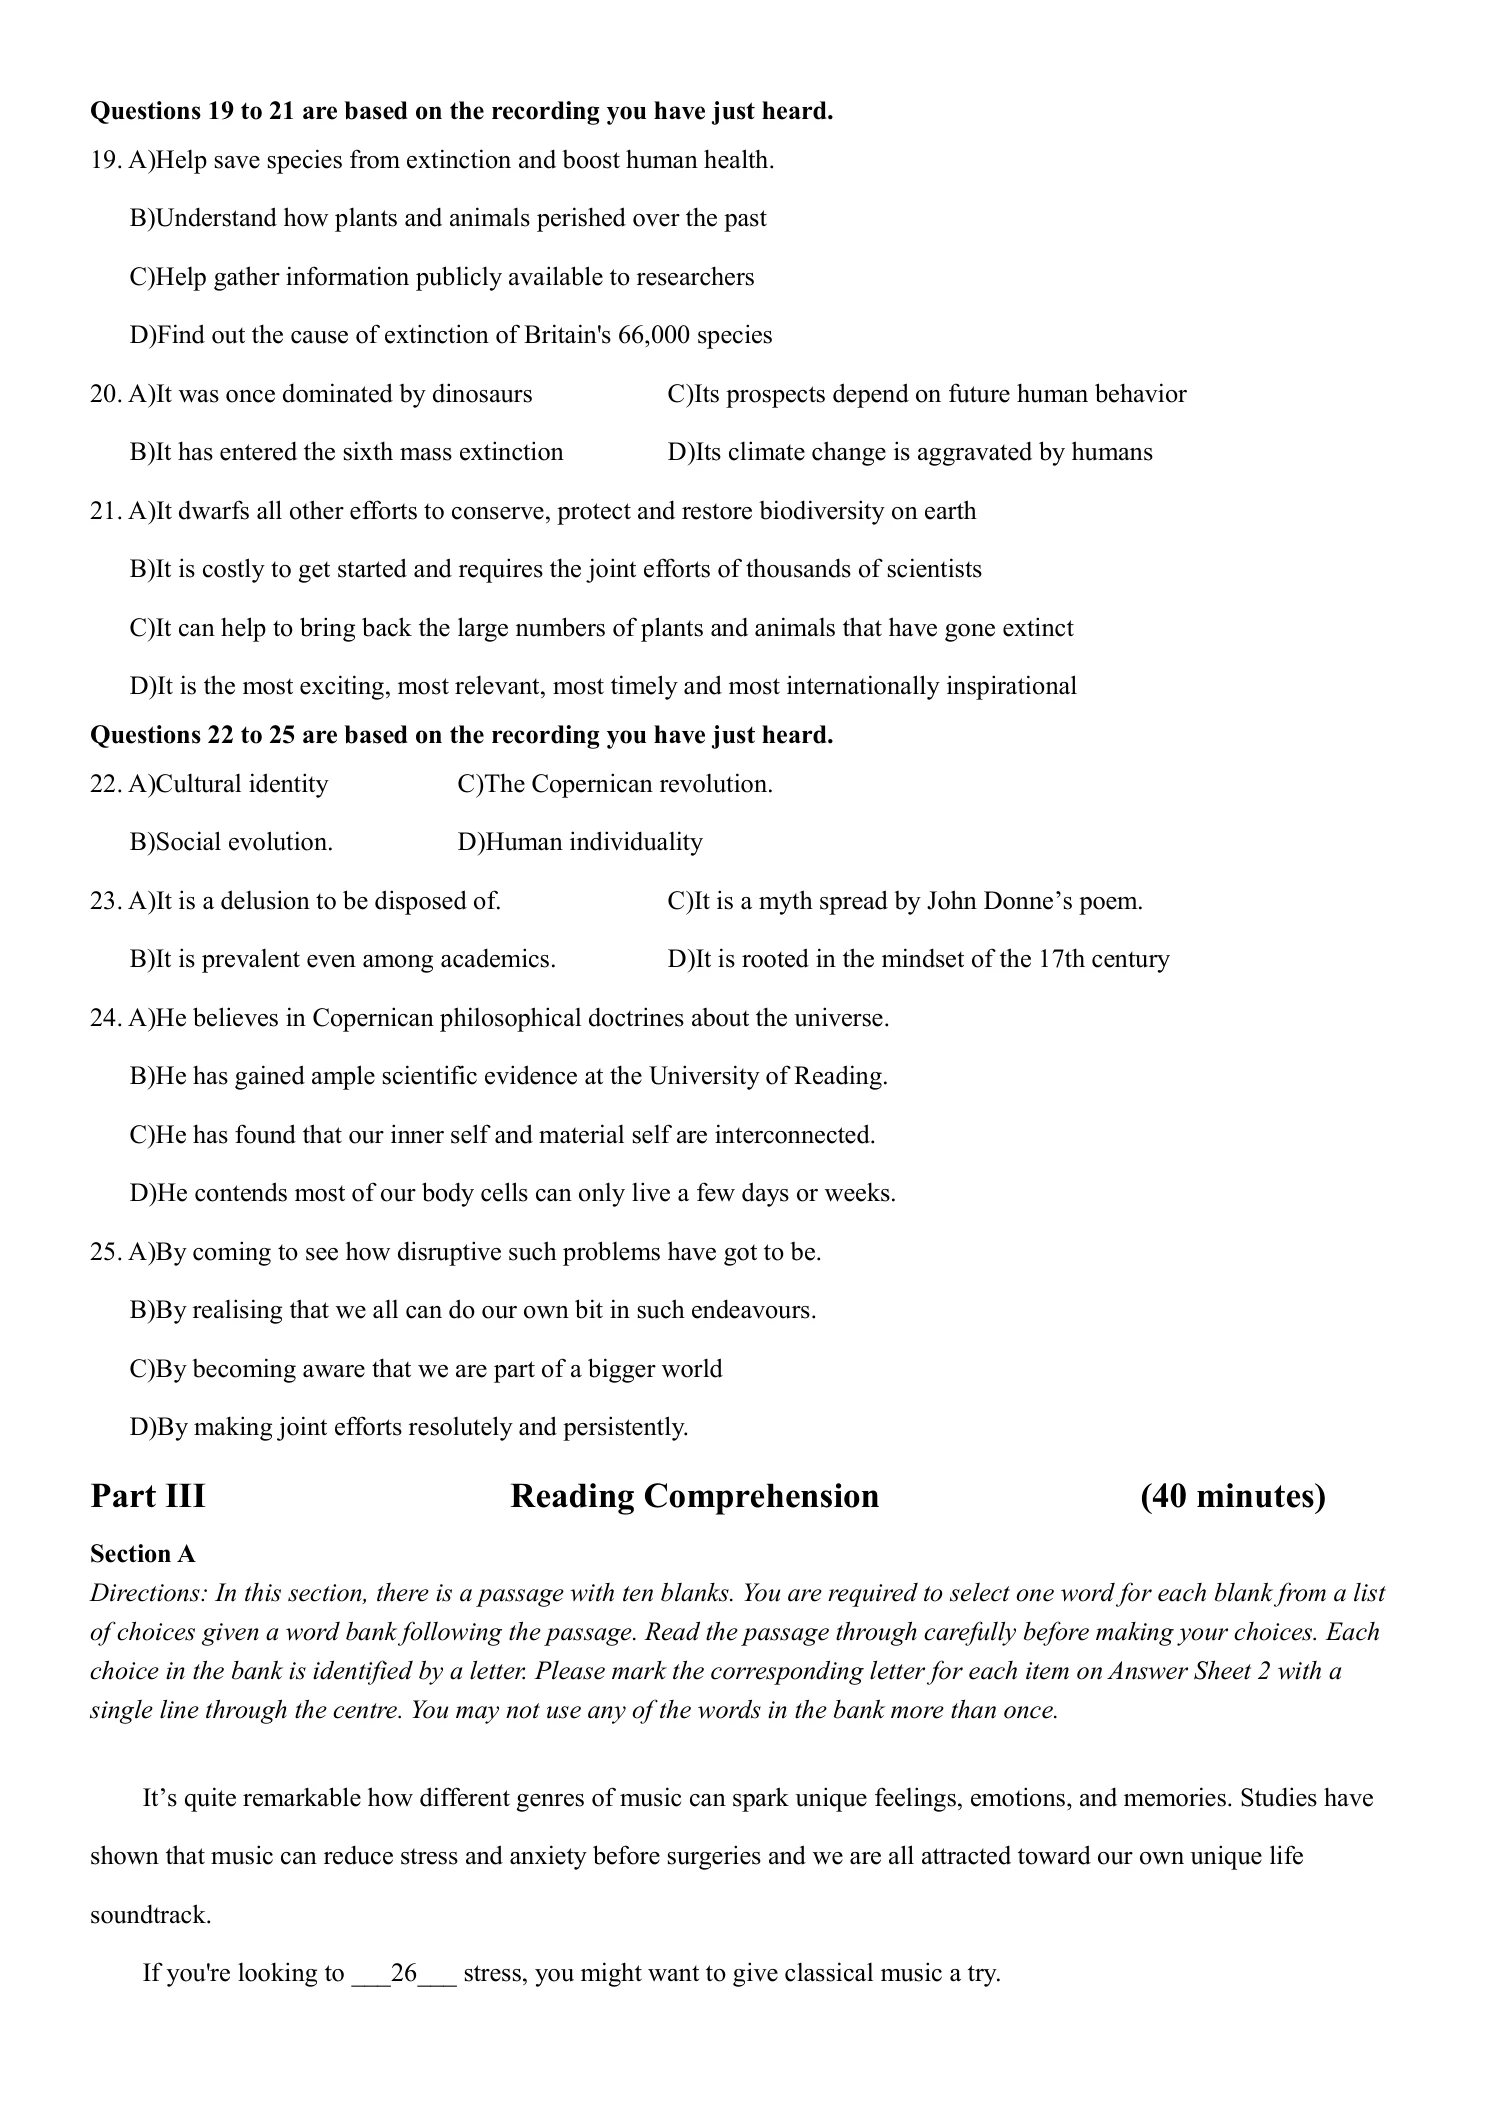 Questions 19 to 21 are based on the recording you have just heard.
19. A)Help save species from extinction and boost human health.
B)Understand how plants and animals perished over the past
C)Help gather information publicly available to researchers
D)Find out the cause of extinction of Britain's 66,000 species
20. A)It was once dominated by dinosaurs C)Its prospects depend on future human behavior
B)It has entered the sixth mass extinction D)Its climate change is aggravated by humans
21. A)It dwarfs all other efforts to conserve, protect and restore biodiversity on earth
B)It is costly to get started and requires the joint efforts of thousands of scientists
C)It can help to bring back the large numbers of plants and animals that have gone extinct
D)It is the most exciting, most relevant, most timely and most internationally inspirational
Questions 22 to 25 are based on the recording you have just heard.
22. A)Cultural identity C)The Copernican revolution.
B)Social evolution. D)Human individuality
23. A)It is a delusion to be disposed of. C)It is a myth spread by John Donne’s poem.
B)It is prevalent even among academics. D)It is rooted in the mindset of the 17th century
24. A)He believes in Copernican philosophical doctrines about the universe.
B)He has gained ample scientific evidence at the University of Reading.
C)He has found that our inner self and material self are interconnected.
D)He contends most of our body cells can only live a few days or weeks.
25. A)By coming to see how disruptive such problems have got to be.
B)By realising that we all can do our own bit in such endeavours.
C)By becoming aware that we are part of a bigger world
D)By making joint efforts resolutely and persistently.
Part III Reading Comprehension (40 minutes)
Section A
Directions: In this section, there is a passage with ten blanks. You are required to select one word for each blank from a list
of choices given a word bank following the passage. Read the passage through carefully before making your choices. Each
choice in the bank is identified by a letter. Please mark the corresponding letter for each item on Answer Sheet 2 with a
single line through the centre. You may not use any of the words in the bank more than once.
It’s quite remarkable how different genres of music can spark unique feelings, emotions, and memories. Studies have
shown that music can reduce stress and anxiety before surgeries and we are all attracted toward our own unique life
soundtrack.
If you're looking to ___26___ stress, you might want to give classical music a try.